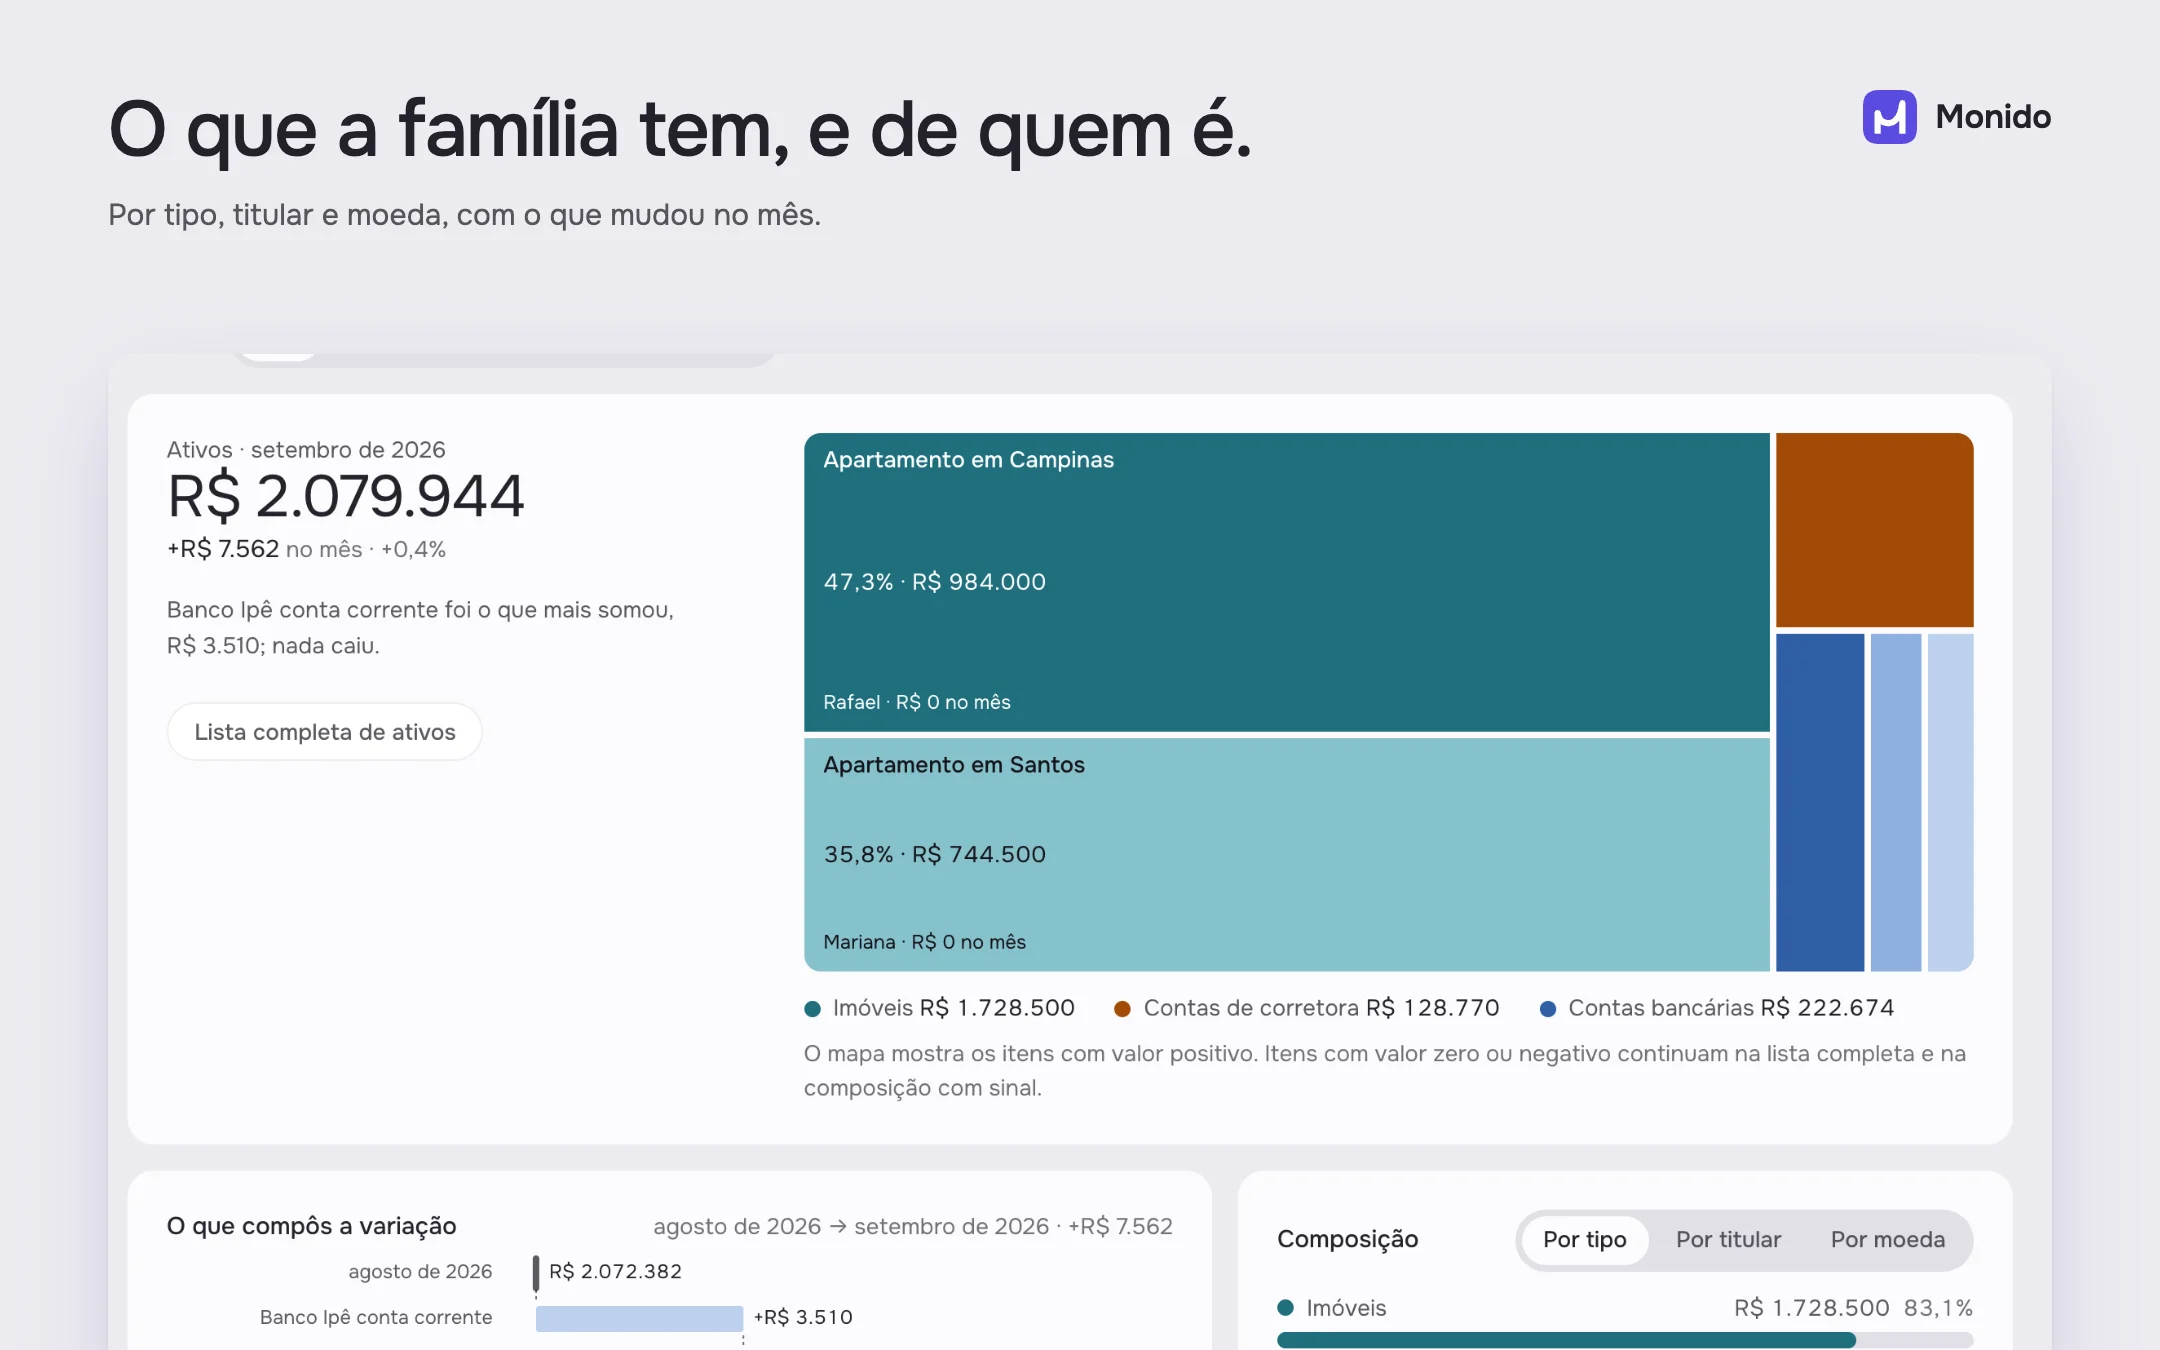 O que a família tem, e de quem é.
Monido
Por tipo, titular e moeda, com o que mudou no mês.
Ativos · setembro de 2026
R$ 2.079.944
+R$ 7.562 no mês · +0,4%
Banco Ipê conta corrente foi o que mais somou,
R$ 3.510; nada caiu.
Lista completa de ativos
Apartamento em Campinas
47,3% · R$ 984.000
Rafael · R$ 0 no mês
Apartamento em Santos
35,8% · R$ 744.500
Mariana · R$ 0 no mês
Imóveis R$ 1.728.500 Contas de corretora R$ 128.770 Contas bancárias R$ 222.674
O mapa mostra os itens com valor positivo. Itens com valor zero ou negativo continuam na lista completa e na
composição com sinal.
O que compôs a variação agosto de 2026 → setembro de 2026 · +R$ 7.562
agosto de 2026 R$ 2.072.382
Banco Ipê conta corrente +R$ 3.510
Composição Por tipo Por titular Por moeda
Imóveis R$ 1.728.500 83,1%